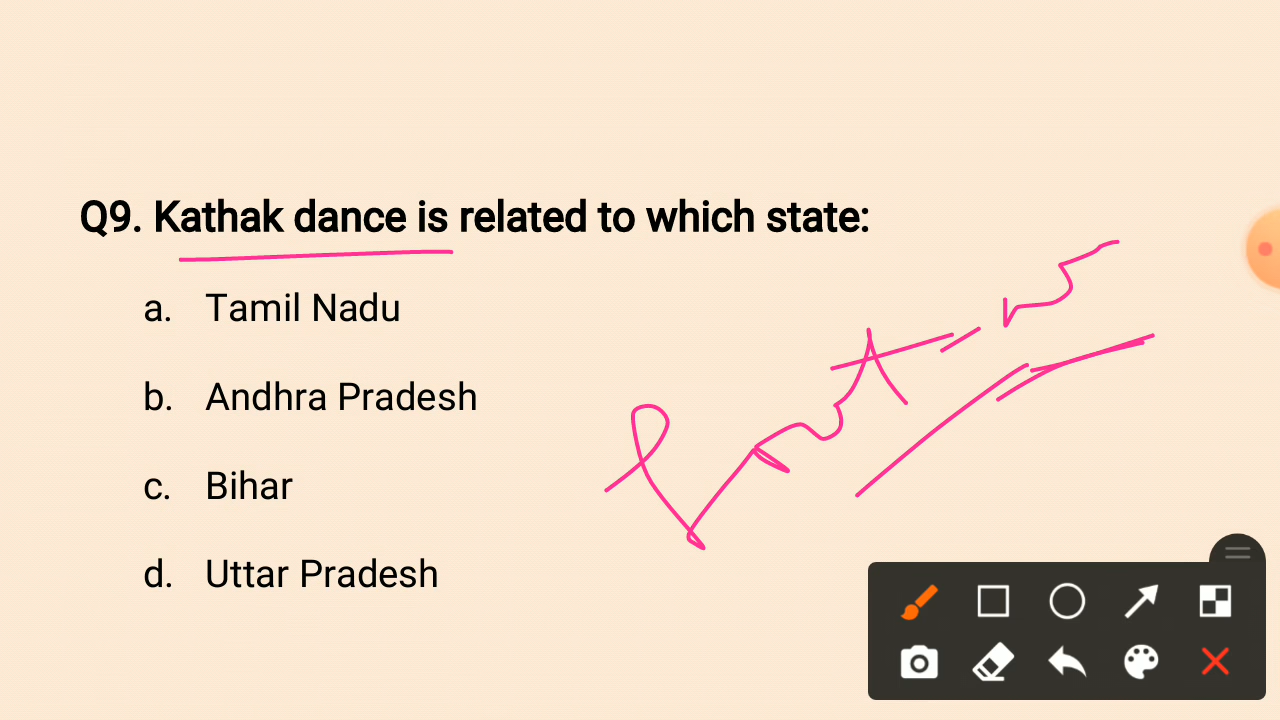 Q9. Kathak dance is related to which state:
a. Tamil Nadu
b. Andhra Pradesh
c. Bihar
d. Uttar Pradesh